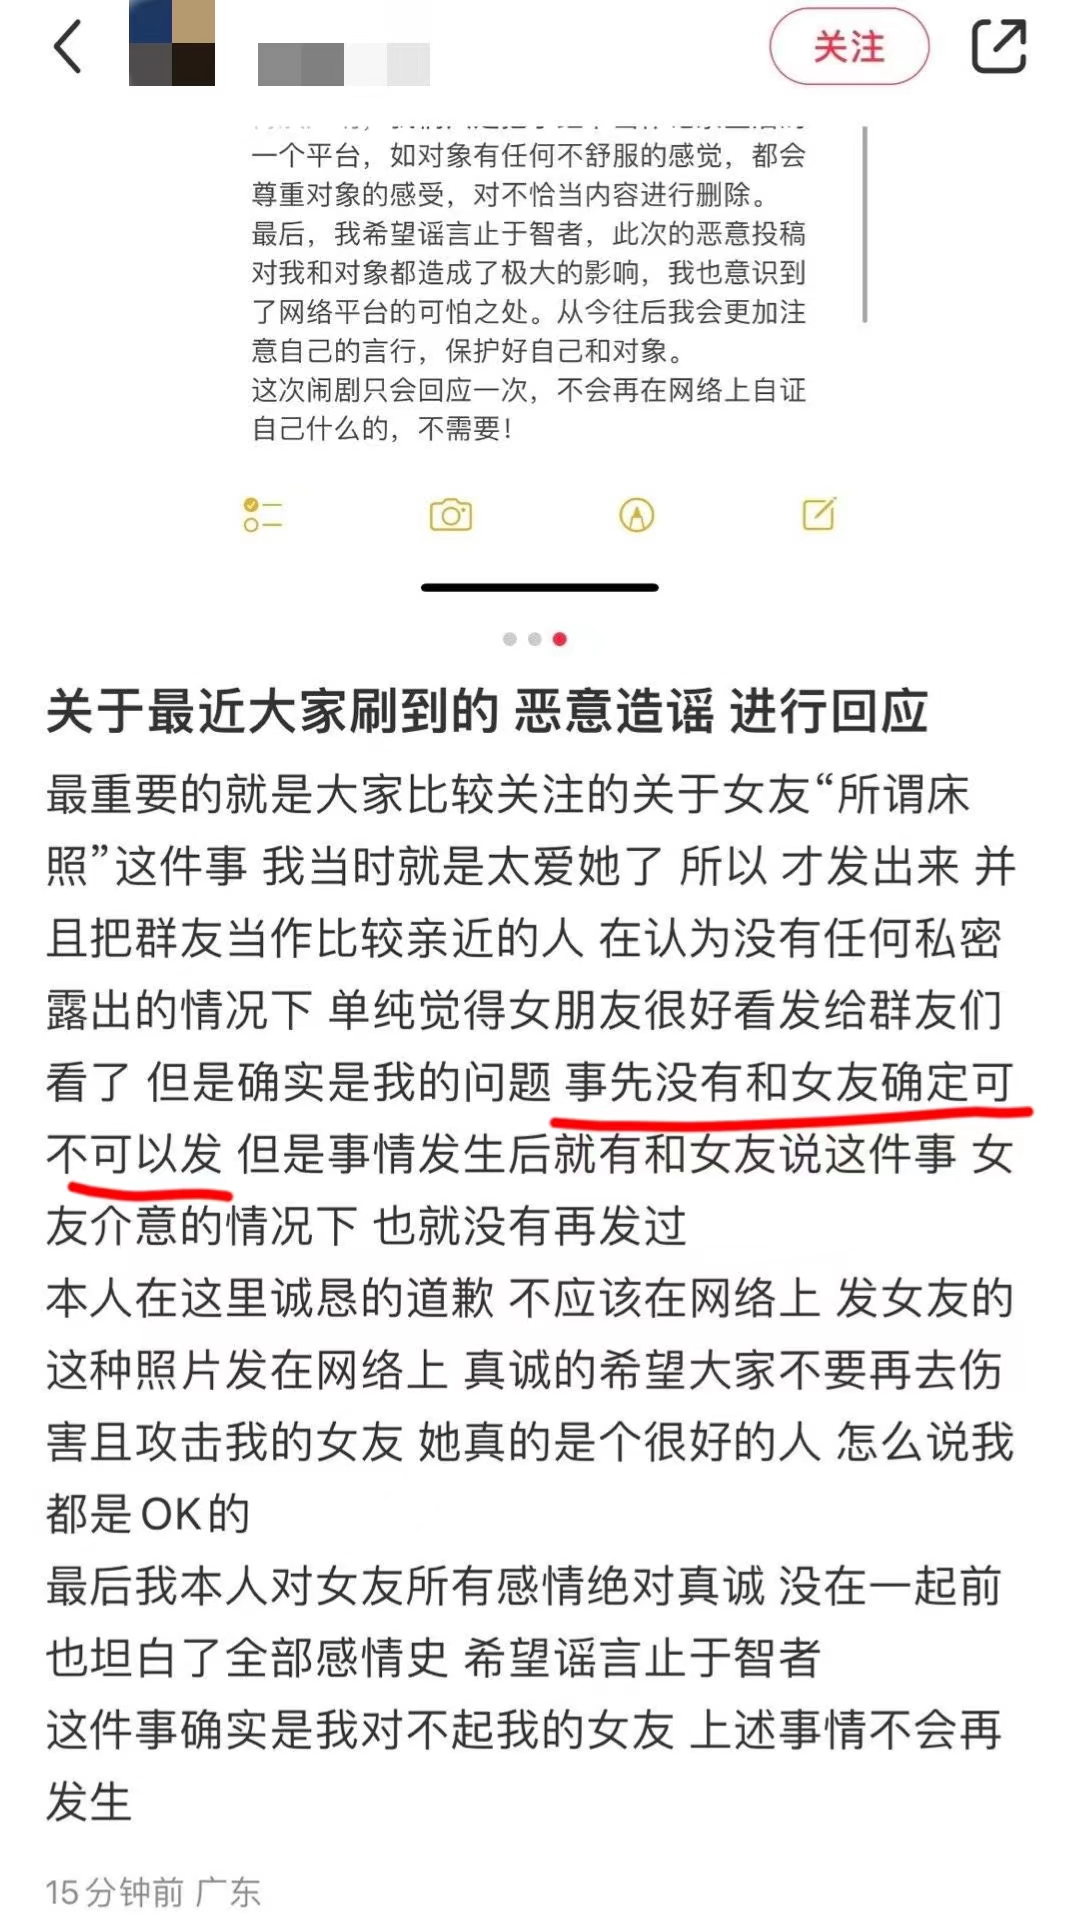 关注
一个平台，如对象有任何不舒服的感觉，都会
尊重对象的感受，对不恰当内容进行删除。
最后，我希望谣言止于智者，此次的恶意投稿
对我和对象都造成了极大的影响，我也意识到
了网络平台的可怕之处。从今往后我会更加注
意自己的言行，保护好自己和对象。
这次闹剧只会回应一次，不会再在网络上自证
自己什么的，不需要！
关于最近大家刷到的 恶意造谣 进行回应
最重要的就是大家比较关注的关于女友“所谓床
照”这件事 我当时就是太爱她了 所以 才发出来 并
且把群友当作比较亲近的人 在认为没有任何私密
露出的情况下 单纯觉得女朋友很好看发给群友们
看了 但是确实是我的问题 事先没有和女友确定可
不可以发 但是事情发生后就有和女友说这件事 女
友介意的情况下 也就没有再发过
本人在这里诚恳的道歉 不应该在网络上 发女友的
这种照片发在网络上 真诚的希望大家不要再去伤
害且攻击我的女友 她真的是个很好的人 怎么说我
都是OK的
最后我本人对女友所有感情绝对真诚 没在一起前
也坦白了全部感情史 希望谣言止于智者
这件事确实是我对不起我的女友 上述事情不会再
发生
15分钟前 广东